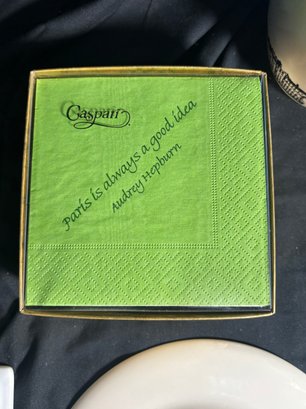 Caspari
Paris is always a good idea
Audrey Hepburn